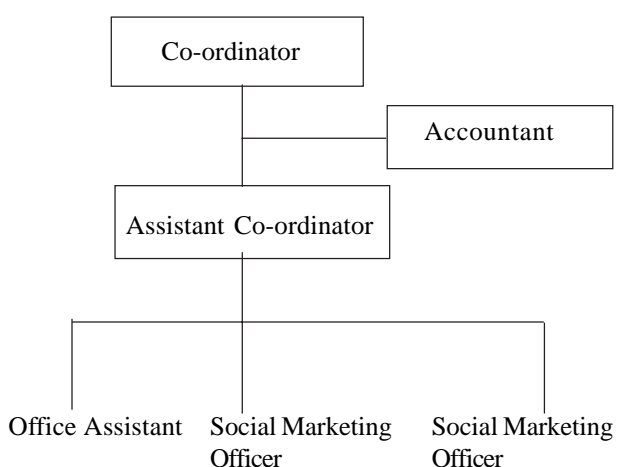 Co-ordinator
Accountant
Assistant Co-ordinator
Office Assistant
Social Marketing
Officer
Social Marketing
Officer